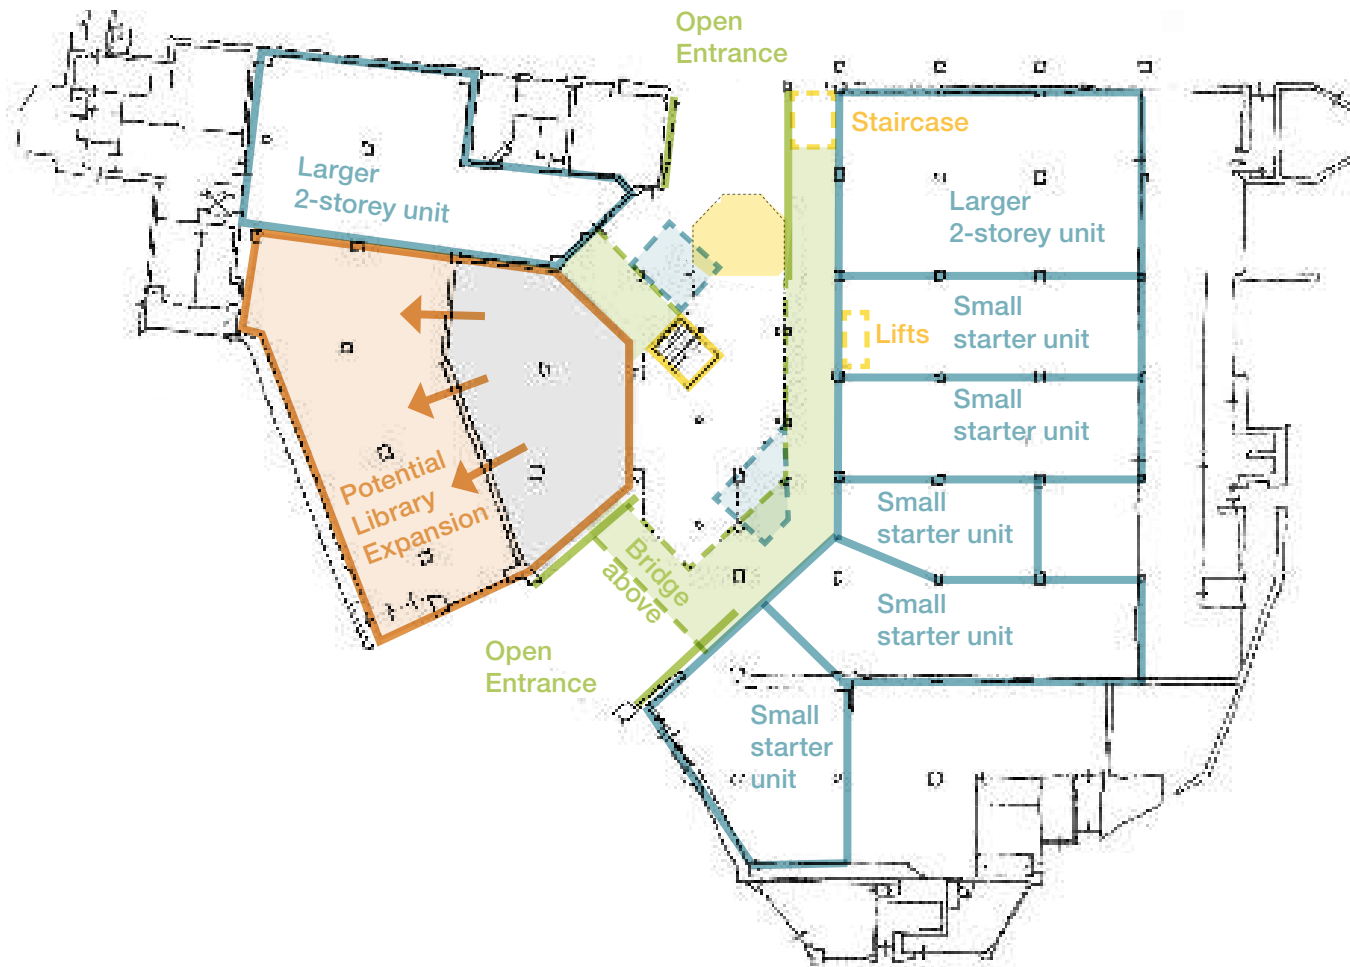 Open
Entrance
Staircase
Larger
2-storey unit
Larger
2-storey unit
Small
starter unit
Lifts
Small
starter unit
Potential
Library
Expansion
Small
starter unit
Bridge
above
Small
starter unit
Open
Entrance
Small
starter
unit